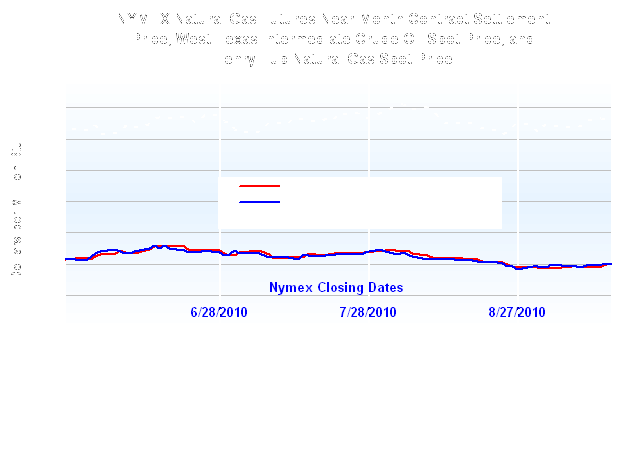 NYMEX Natural Gas Futures Near-Month Contract Settlement
Price, West Texas Intermediate Crude Oil Spot Price, and
Henry Hub Natural Gas Spot Price
Nymex Closing Dates
6/28/2010
7/28/2010
8/27/2010